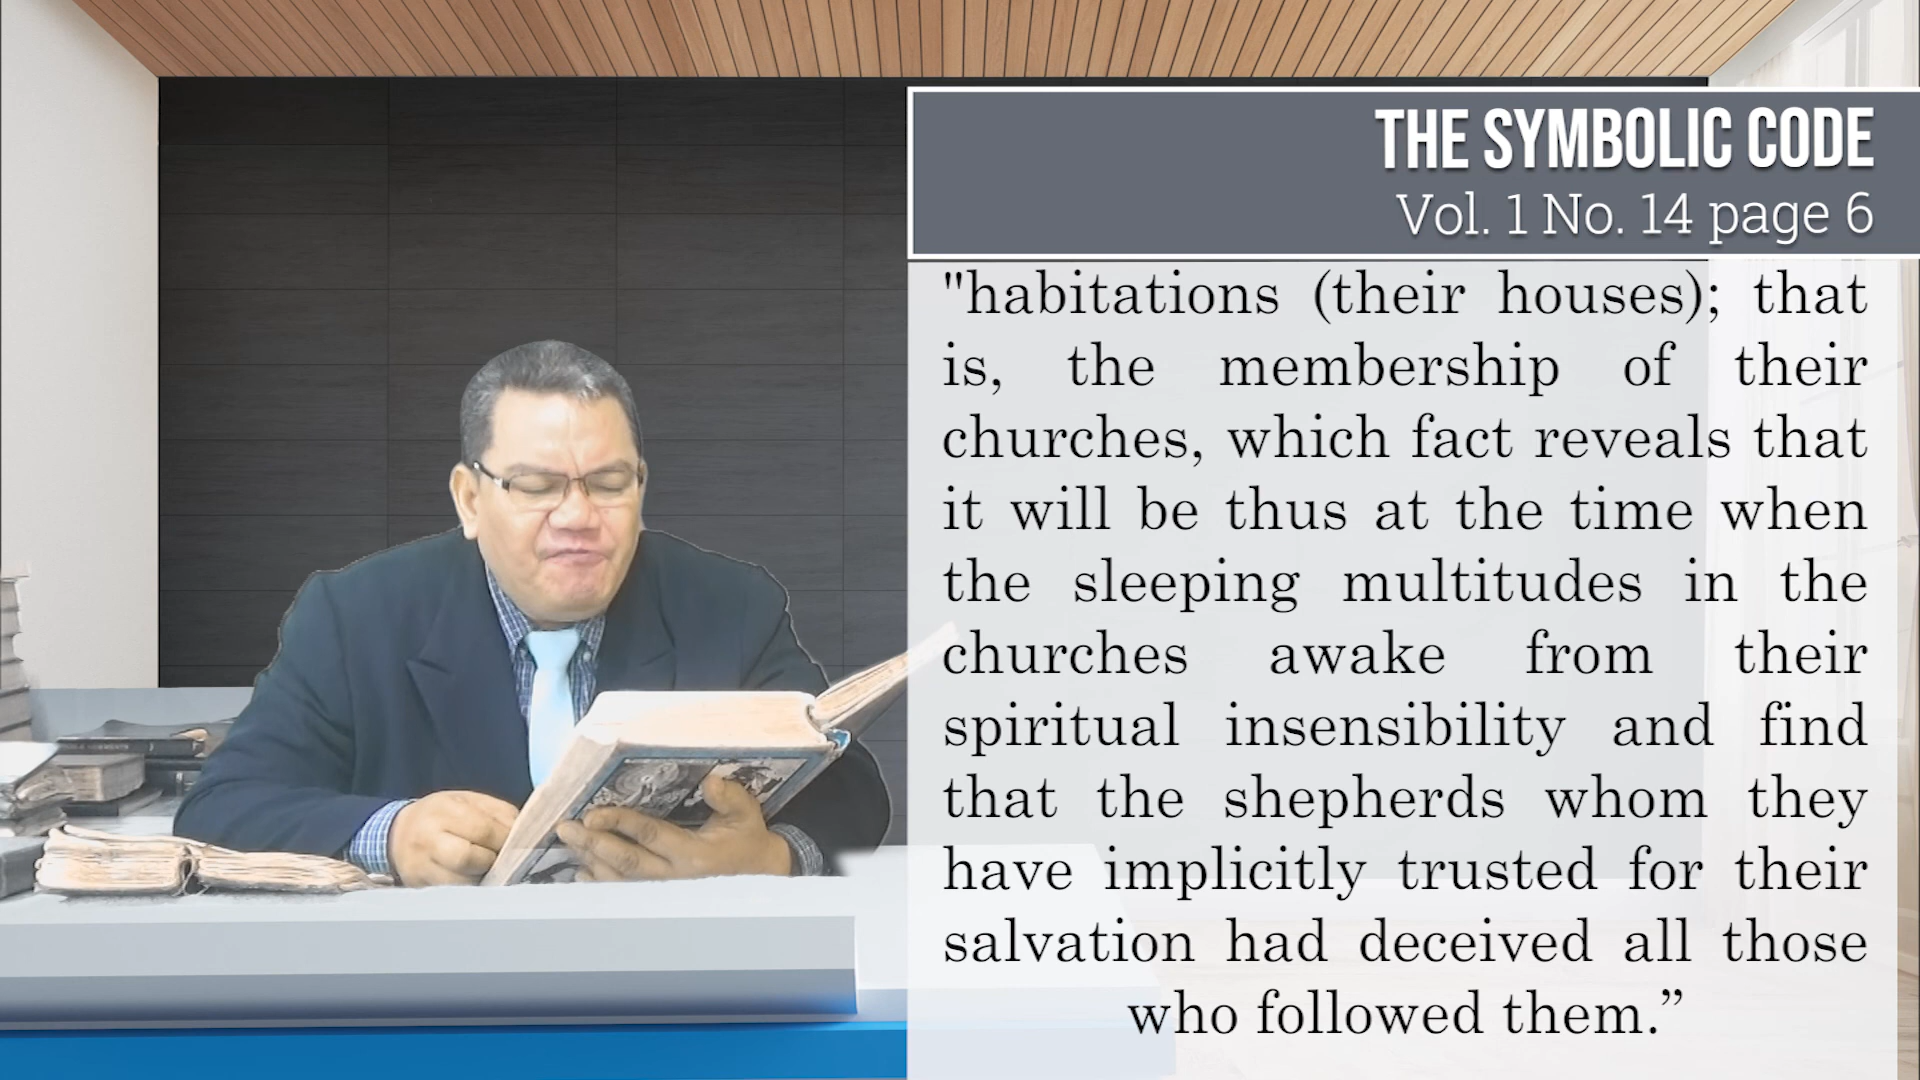 THE SYMBOLIC CODE
Vol. 1 No. 14 page 6
"habitations (their houses); that
is, the membership of their
churches, which fact reveals that
it will be thus at the time when
the sleeping multitudes in the
churches awake from their
spiritual insensibility and find
that the shepherds whom they
have implicitly trusted for their
salvation had deceived all those
who followed them.”